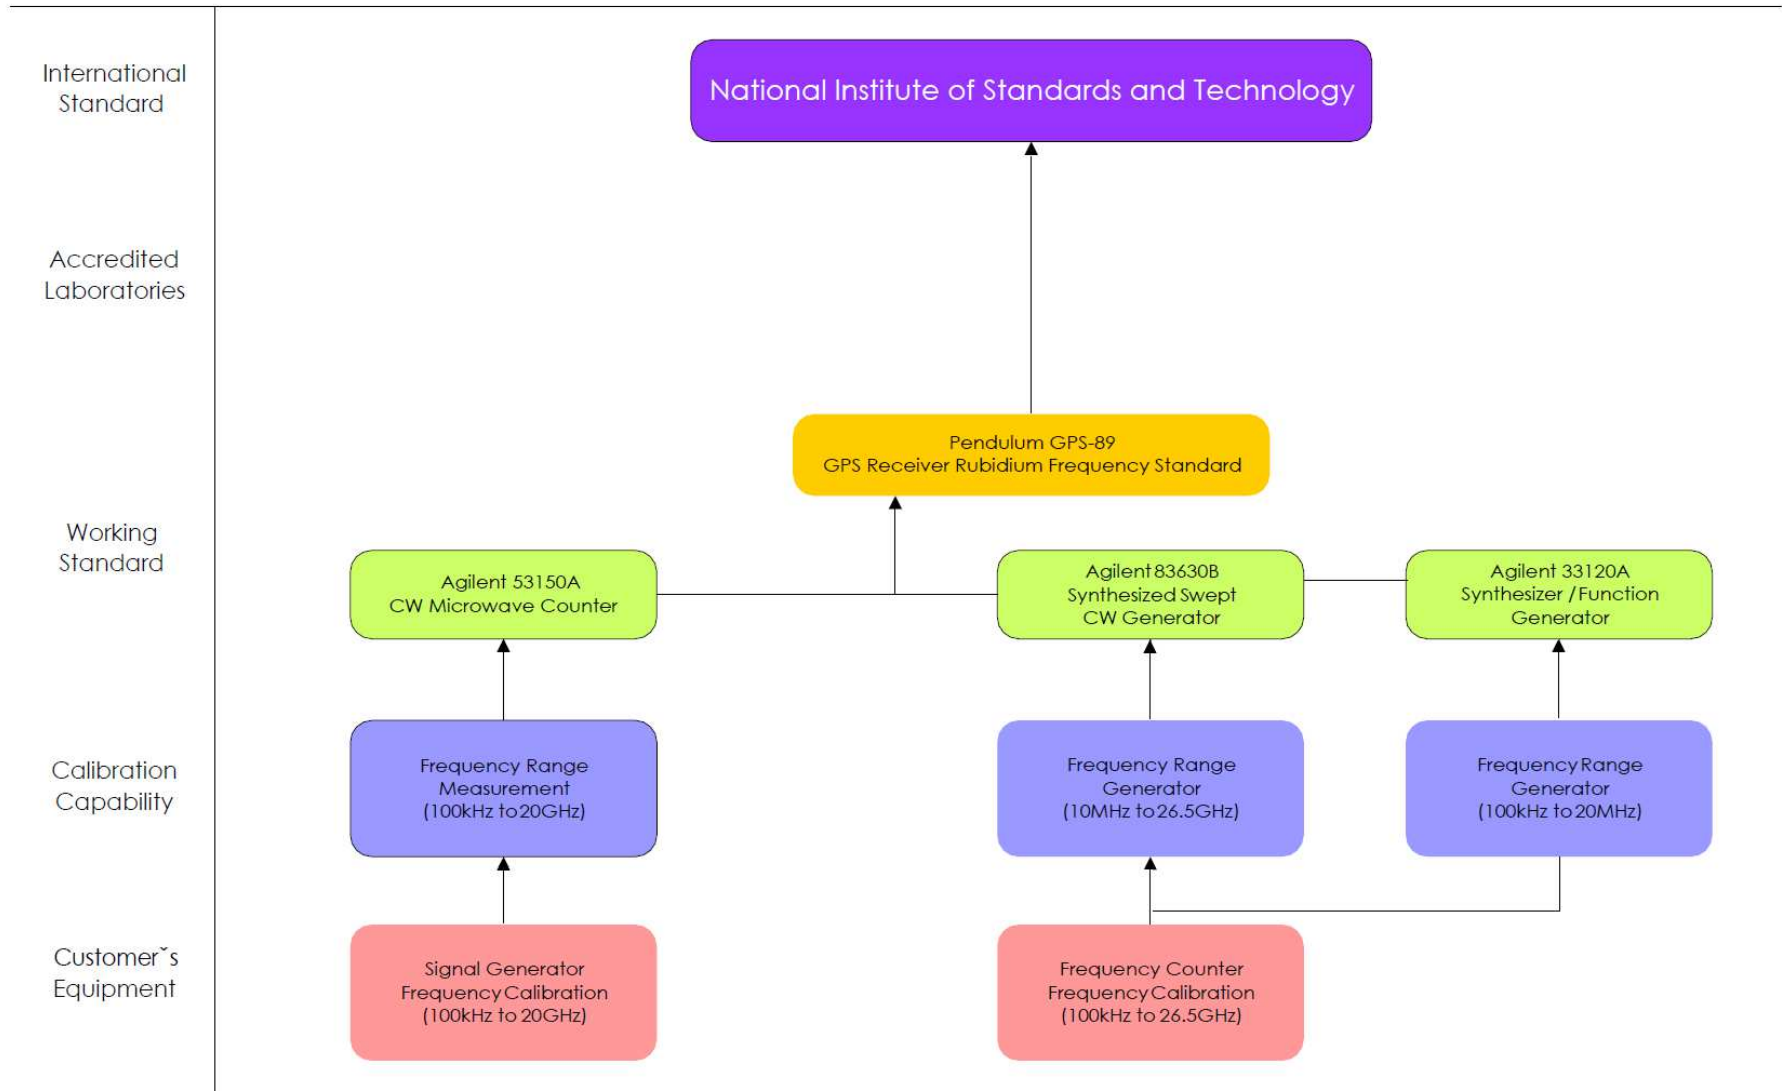 International
Standard
National Institute of Standards and Technology
Accredited
Laboratories
Pendulum GPS-89
GPS Receiver Rubidium Frequency Standard
Working
Standard
Agilent 53150A
CW Microwave Counter
Agilent 83630B
Synthesized Swept
CW Generator
Agilent 33120A
Synthesizer / Function
Generator
Calibration
Capability
Frequency Range
Measurement
(100kHz to 20GHz)
Frequency Range
Generator
(10MHz to 26.5GHz)
Frequency Range
Generator
(100kHz to 20MHz)
Customerˇs
Equipment
Signal Generator
Frequency Calibration
(100kHz to 20GHz)
Frequency Counter
Frequency Calibration
(100kHz to 26.5GHz)